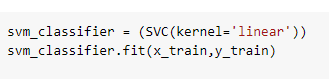 svm_classifier = (SVC(kernel='linear'))
svm_classifier.fit(x_train,y_train)